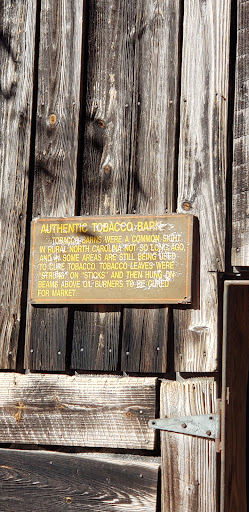 AUTHENTIC TOBACCO BARN
TOBACCO BARNS WERE A COMMON SIGHT
IN RURAL NORTH CAROLINA NOT SO LONG AGO,
AND IN SOME AREAS ARE STILL BEING USED
TO CURE TOBACCO. TOBACCO LEAVES WERE
"STRUNG" ON "STICKS" AND THEN HUNG ON
BEAMS ABOVE OIL BURNERS TO BE CURED
FOR MARKET.